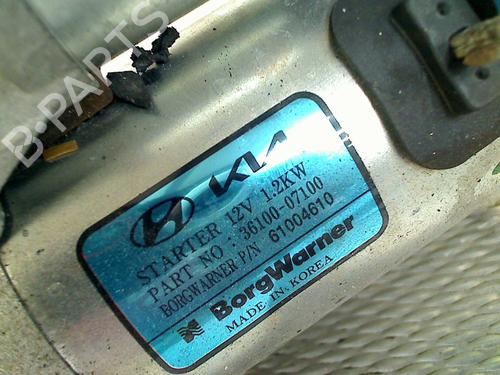 B-PARTS
KIA
STARTER 12V 1.2KW
PART NO : 36100-07100
BORGWARNER P/N 61004610
BorgWarner
MADE IN KOREA